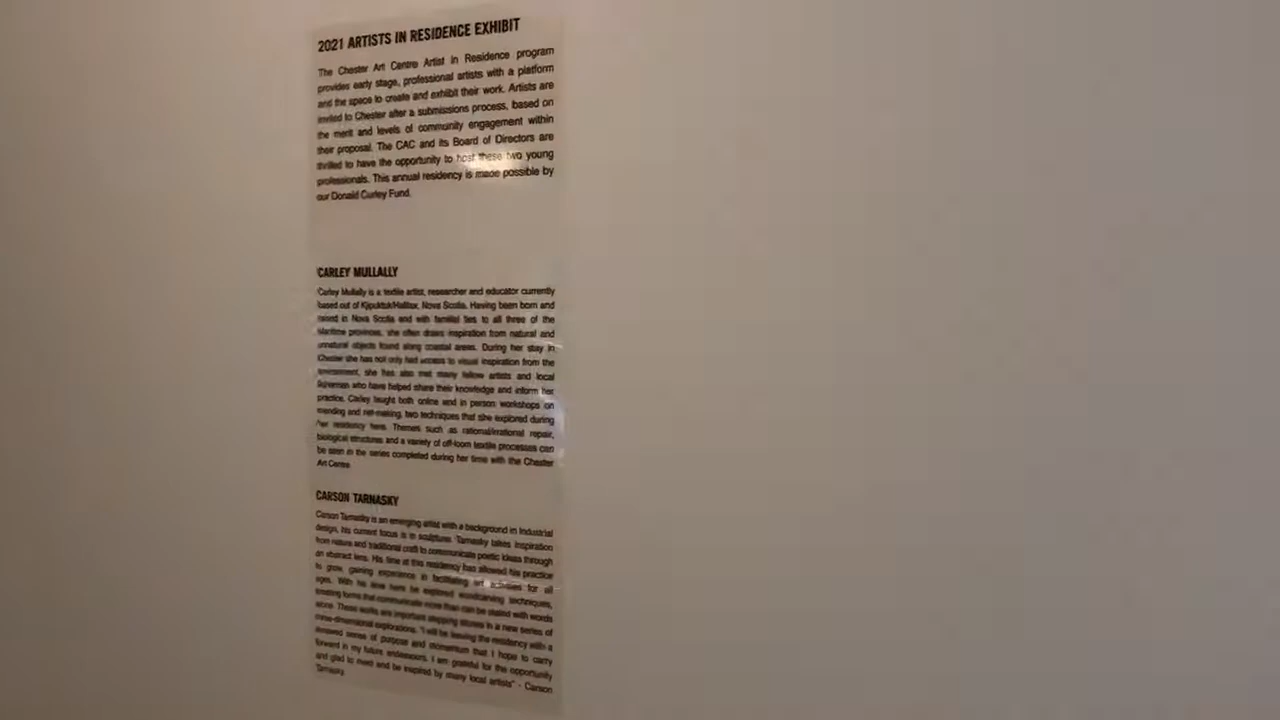 2021 ARTISTS IN RESIDENCE EXHIBIT
The Chester Art Centre Artist in Residence program
provides early stage, professional artists with a platform
and the space to create and exhibit their work. Artists are
invited to Chester after a submissions process, based on
the merit and levels of community engagement within
their proposal. The CAC and its Board of Directors are
thrilled to have the opportunity to host these two young
professionals. This annual residency is made possible by
our Donald Curley Fund.
CARLEY MULLALLY
Carley Mullally is a textile artist, researcher and educator currently
based out of Kjipuktuk/Halifax, Nova Scotia. Having been born and
raised in Nova Scotia and with familial ties to all three of the
Maritime provinces, she often draws inspiration from natural and
unnatural objects found along coastal areas. During her stay in
Chester she has not only had access to visual inspiration from the
environment, she has also met many fellow artists and local
fisherman who have helped share their knowledge and inform her
practice. Carley taught both online and in person workshops on
mending and net-making, two techniques that she explored during
her residency here. Themes such as rational/irrational repair,
biological structures and a variety of off-loom textile processes can
be seen in the series completed during her time with the Chester
Art Centre.
CARSON TARNASKY
Carson Tarnasky is an emerging artist with a background in Industrial
design, his current focus is in sculpture. Tarnasky takes inspiration
from nature and traditional craft to communicate poetic ideas through
an abstract lens. His time at this residency has allowed his practice
to grow, gaining experience in facilitating art activities for all
ages. With his time here he explored woodcarving techniques,
creating forms that communicate more than can be stated with words
alone. These works are important stepping stones in a new series of
three-dimensional explorations. "I will be leaving the residency with a
renewed sense of purpose and momentum that I hope to carry
forward in my future endeavours. I am grateful for the opportunity
and glad to meet and be inspired by many local artists" - Carson
Tarnasky.